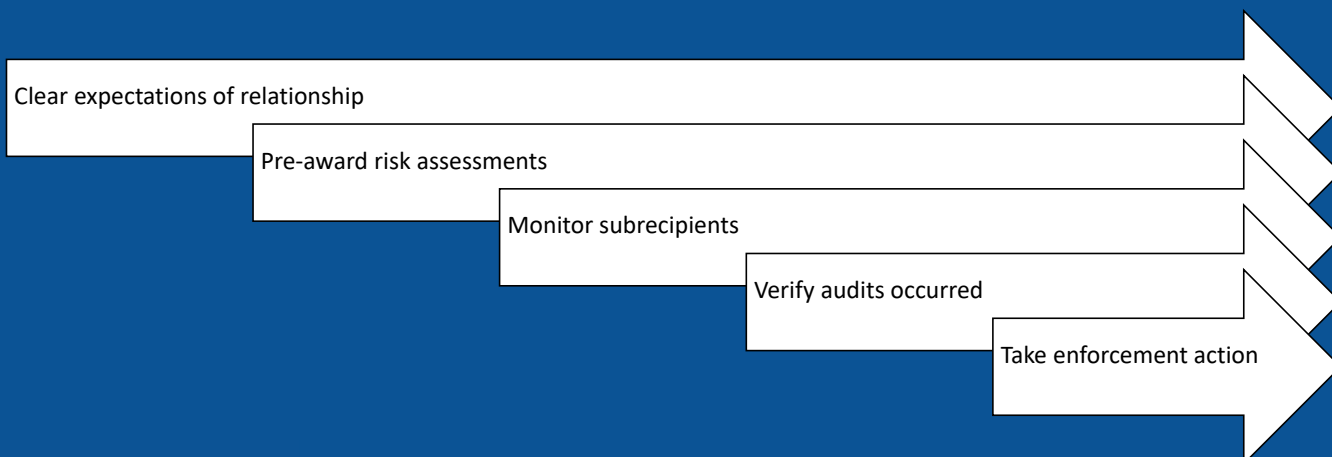 Clear expectations of relationship
Pre-award risk assessments
Monitor subrecipients
Verify audits occurred
Take enforcement action